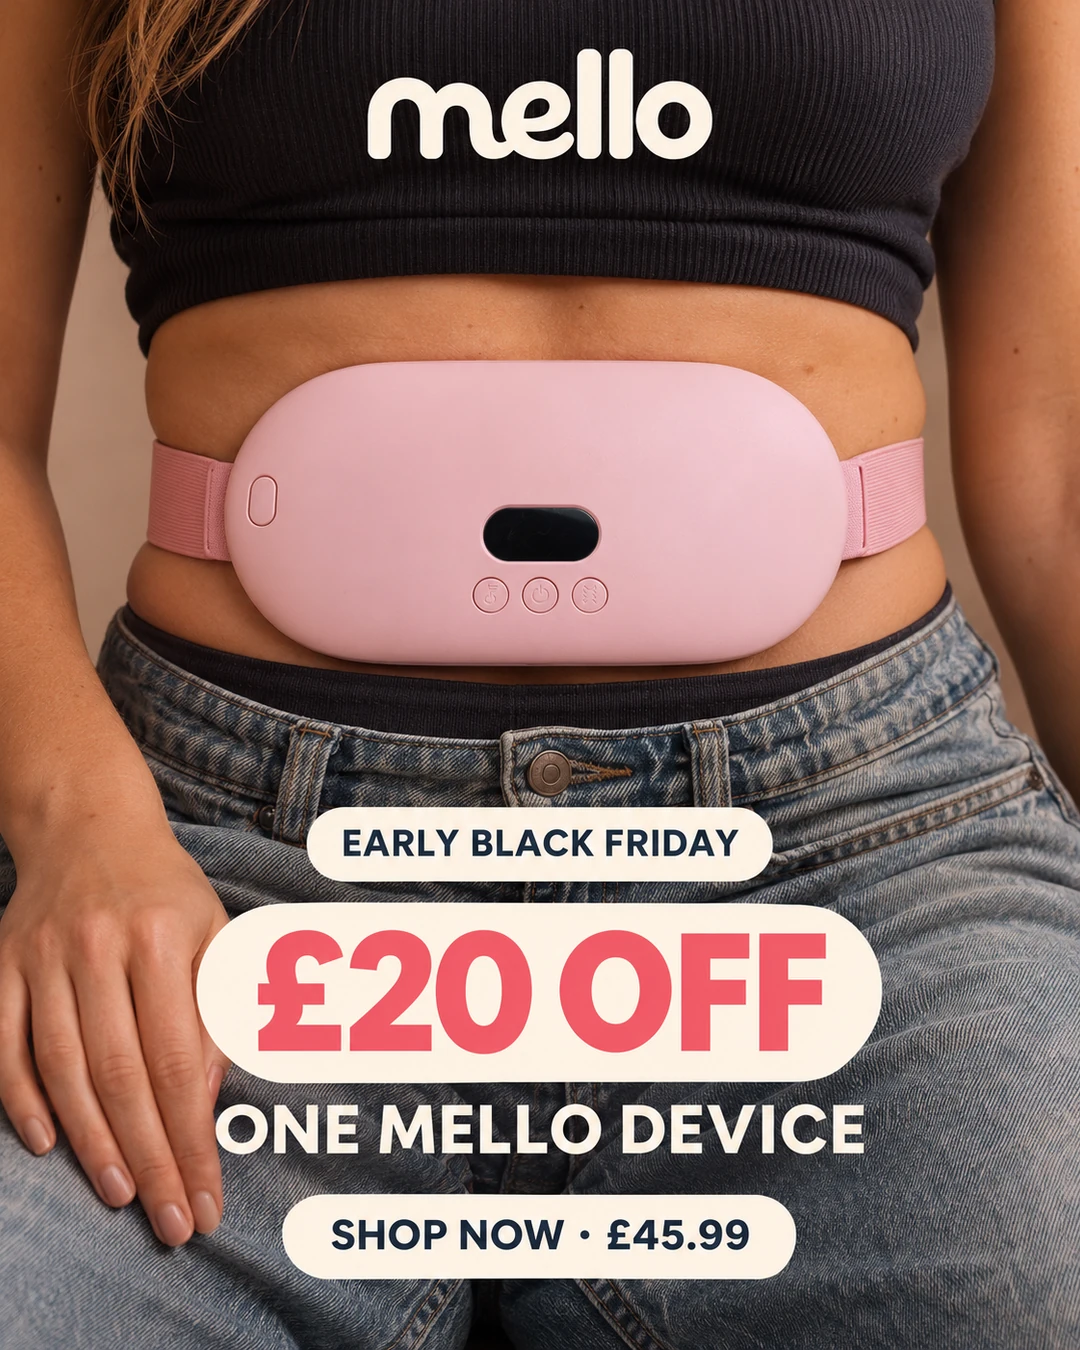 mello
EARLY BLACK FRIDAY
£20 OFF
ONE MELLO DEVICE
SHOP NOW • £45.99